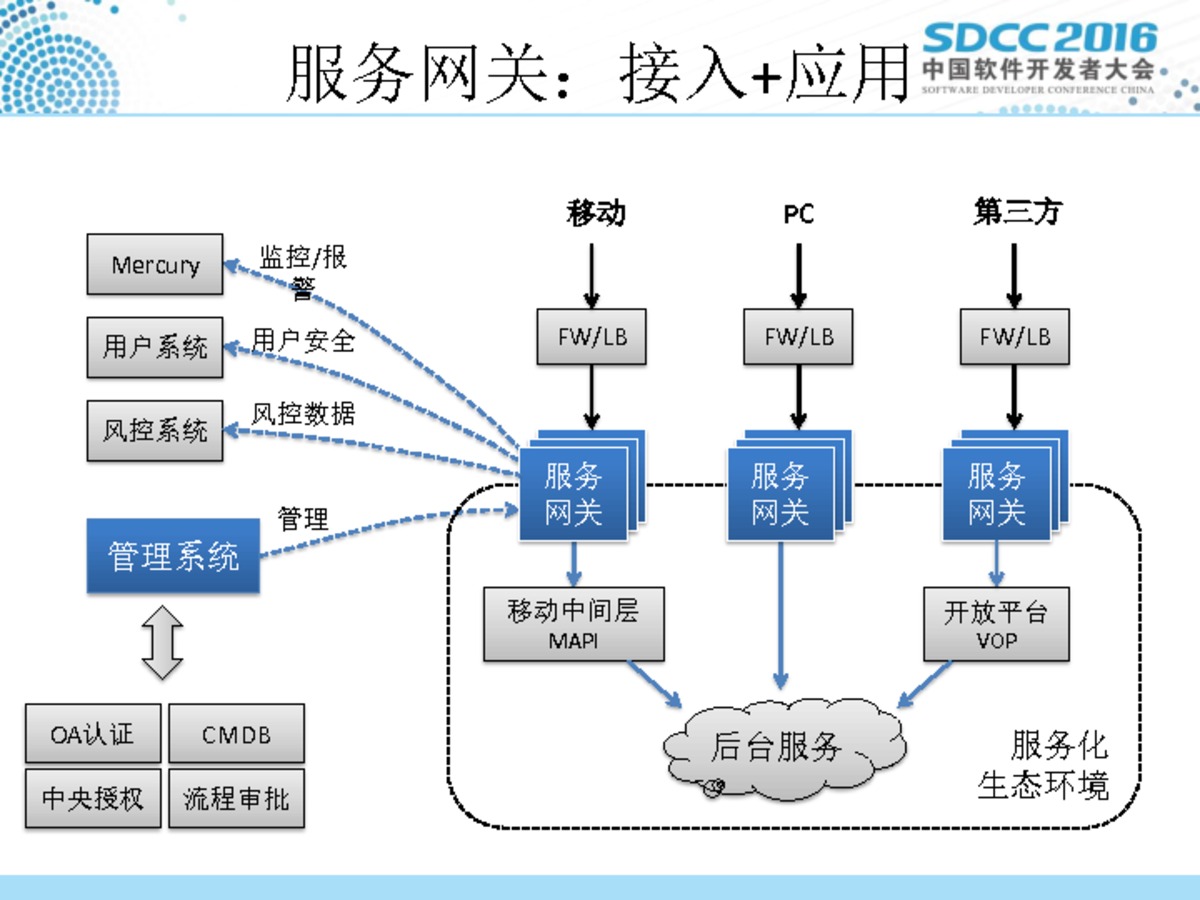 服务网关：接入+应用
SDCC 2016
中国软件开发者大会
SOFTWARE DEVELOPER CONFERENCE CHINA
移动
PC
第三方
Mercury
监控/报
警
用户系统
用户安全
风控系统
风控数据
FW/LB
FW/LB
FW/LB
服务
网关
服务
网关
服务
网关
管理
管理系统
移动中间层
MAPI
开放平台
VOP
OA认证
CMDB
中央授权
流程审批
后台服务
服务化
生态环境